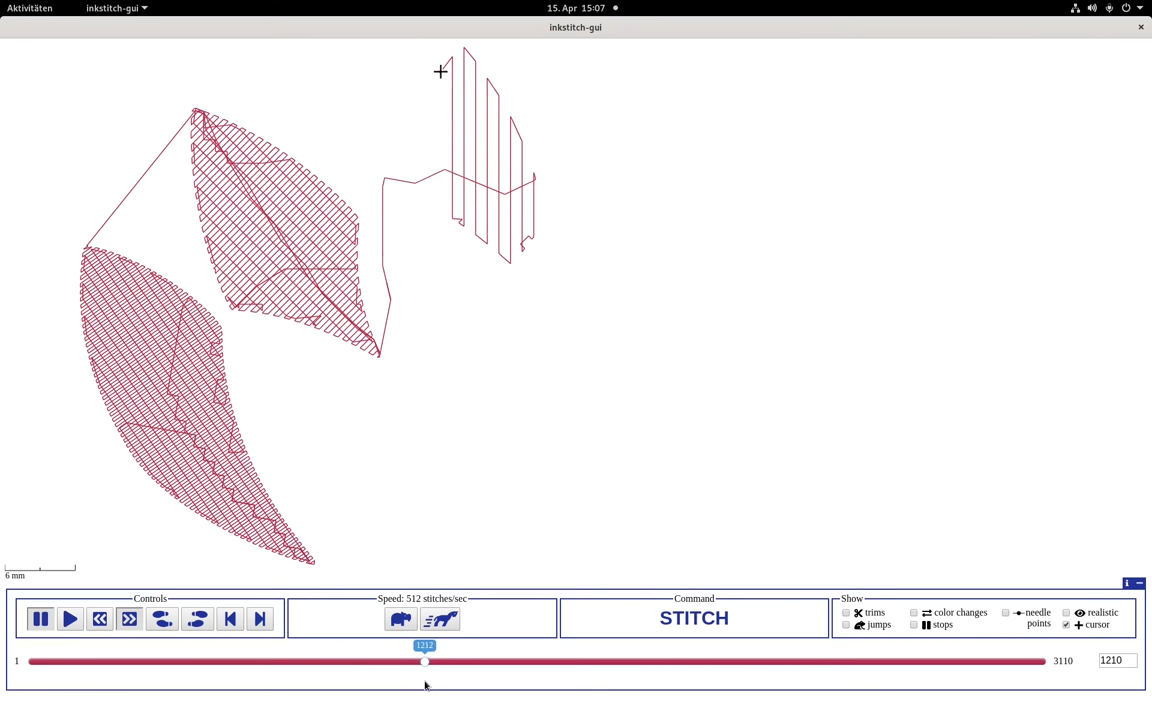 Aktivitäten
inkstitch-gui
15. Apr 15:07
inkstitch-gui
6 mm
Controls
Speed: 512 stitches/sec
Command
STITCH
Show
trims
color changes
needle points
realistic
jumps
stops
cursor
1212
1
3110
1210